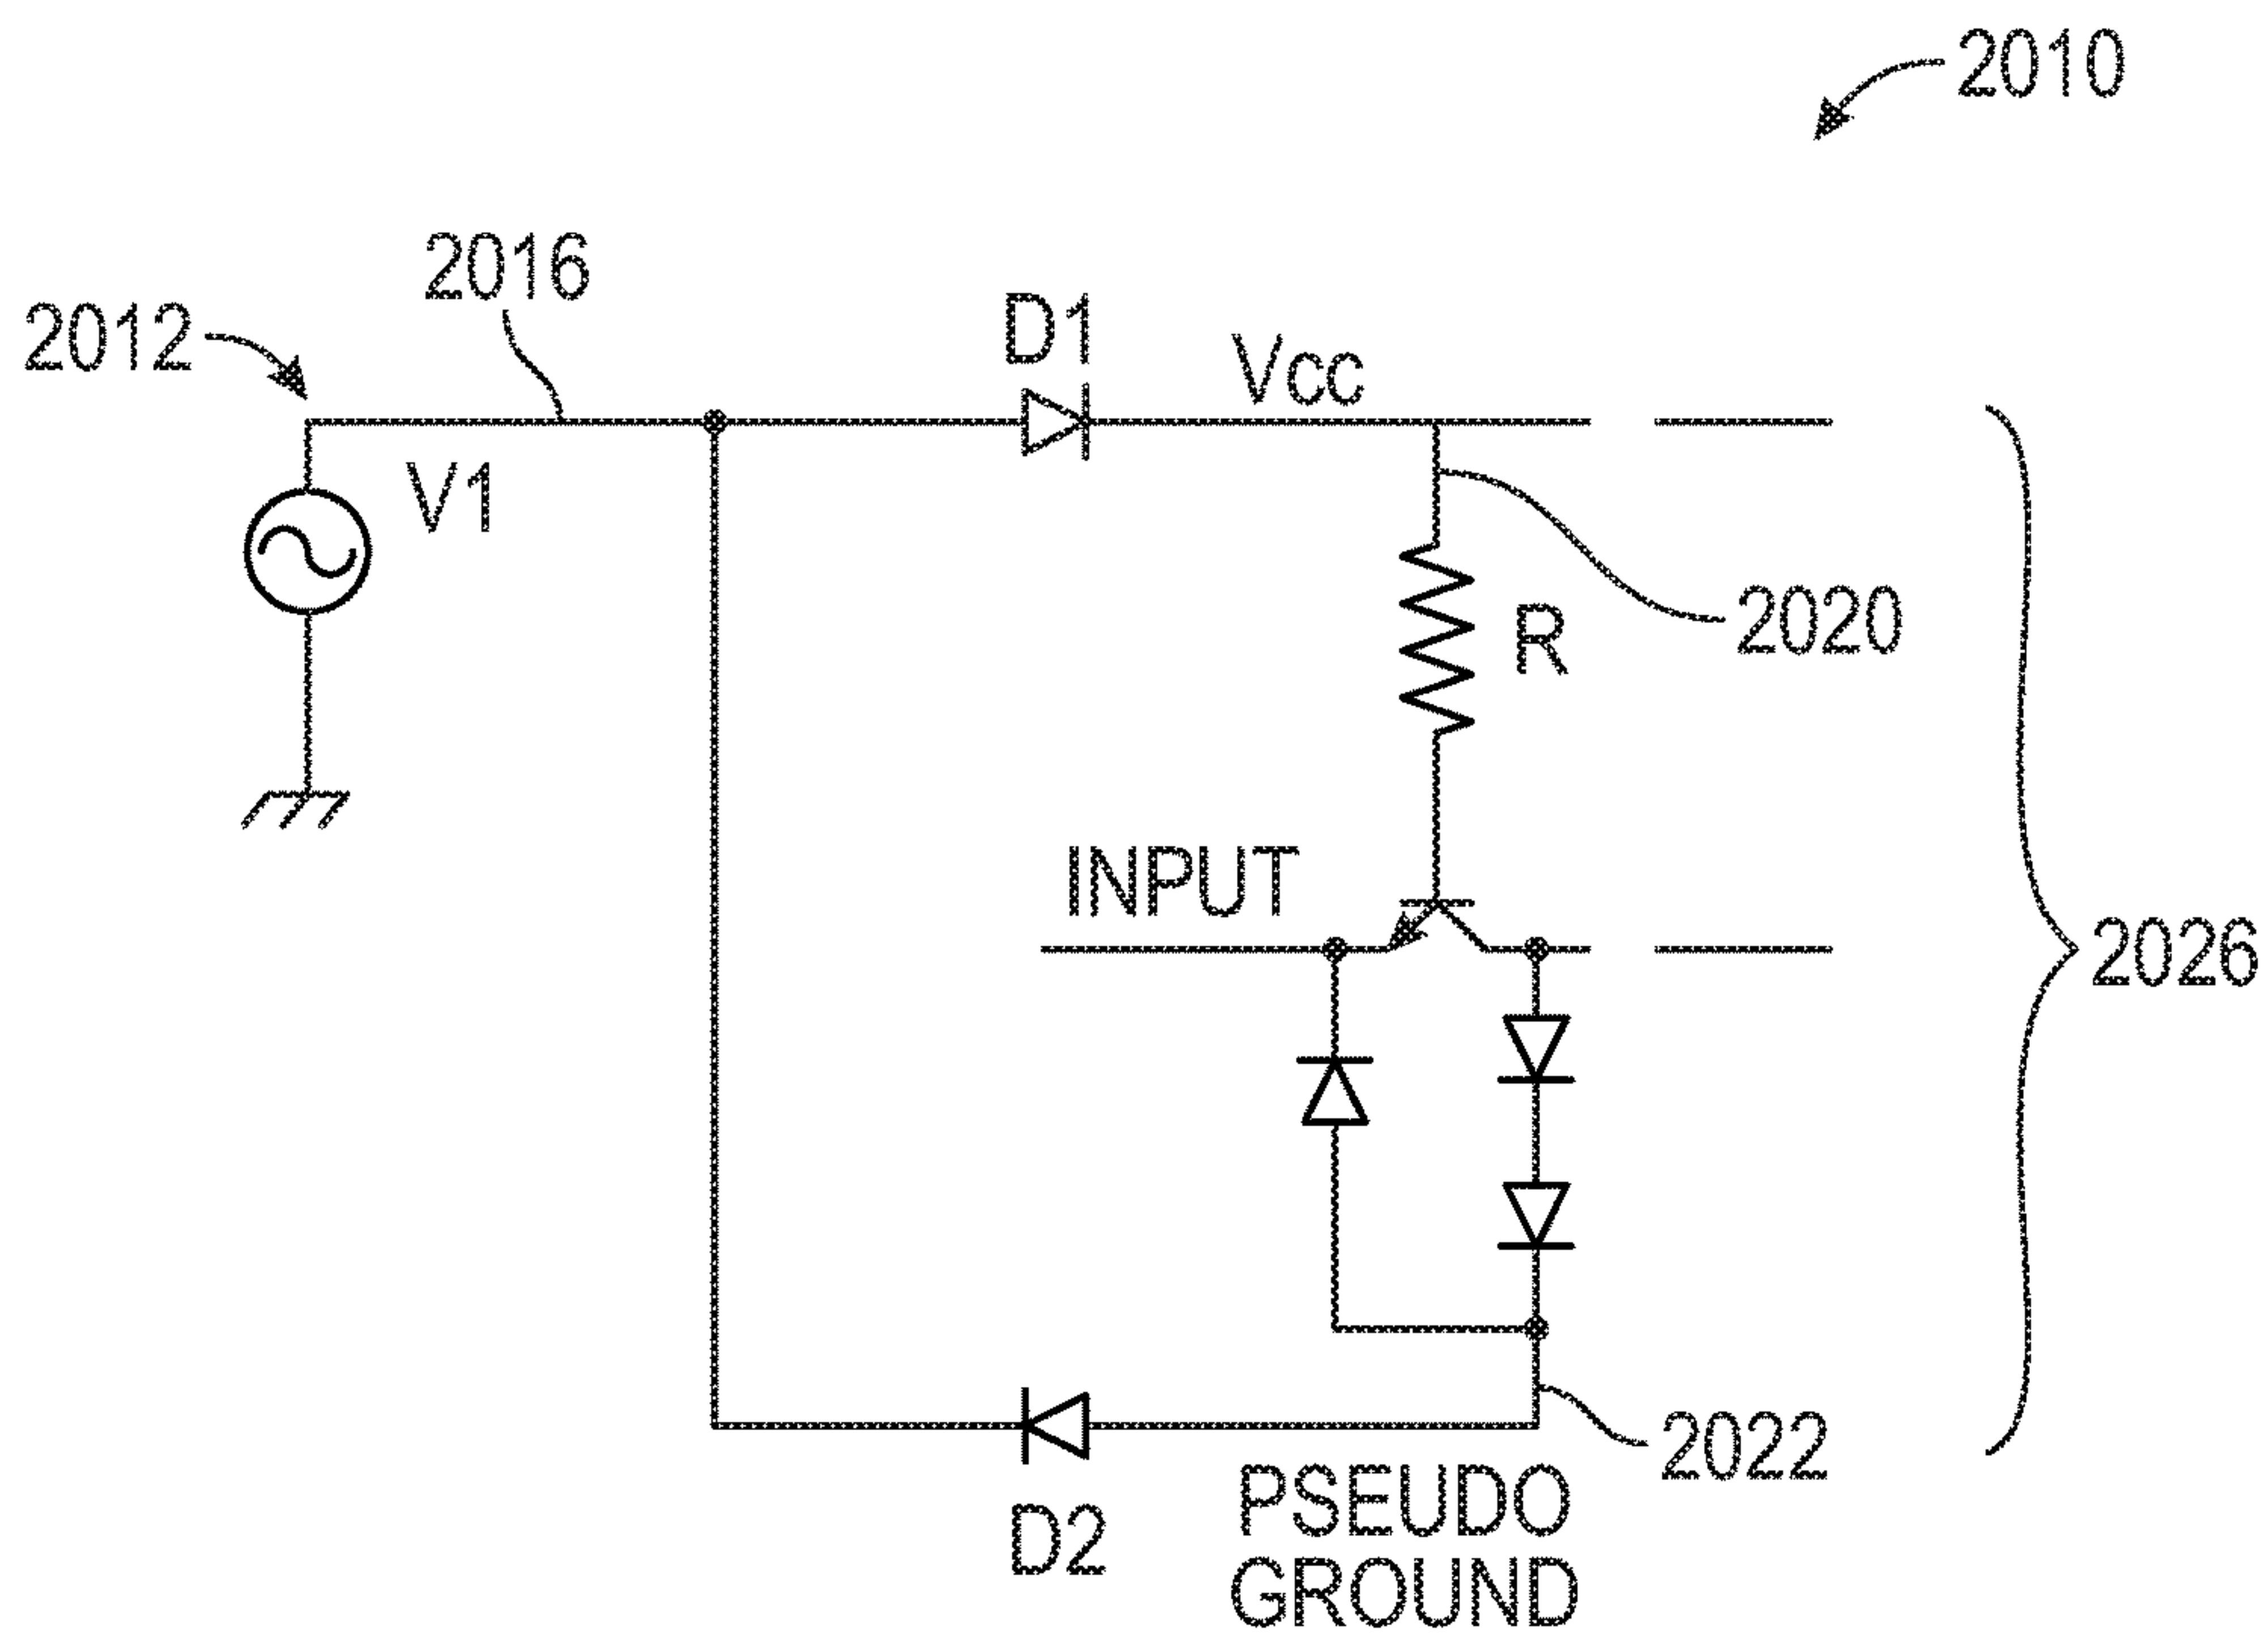 2010
2016
2012
D1
Vcc
V1
2020
R
INPUT
2026
2022
D2
PSEUDO
GROUND